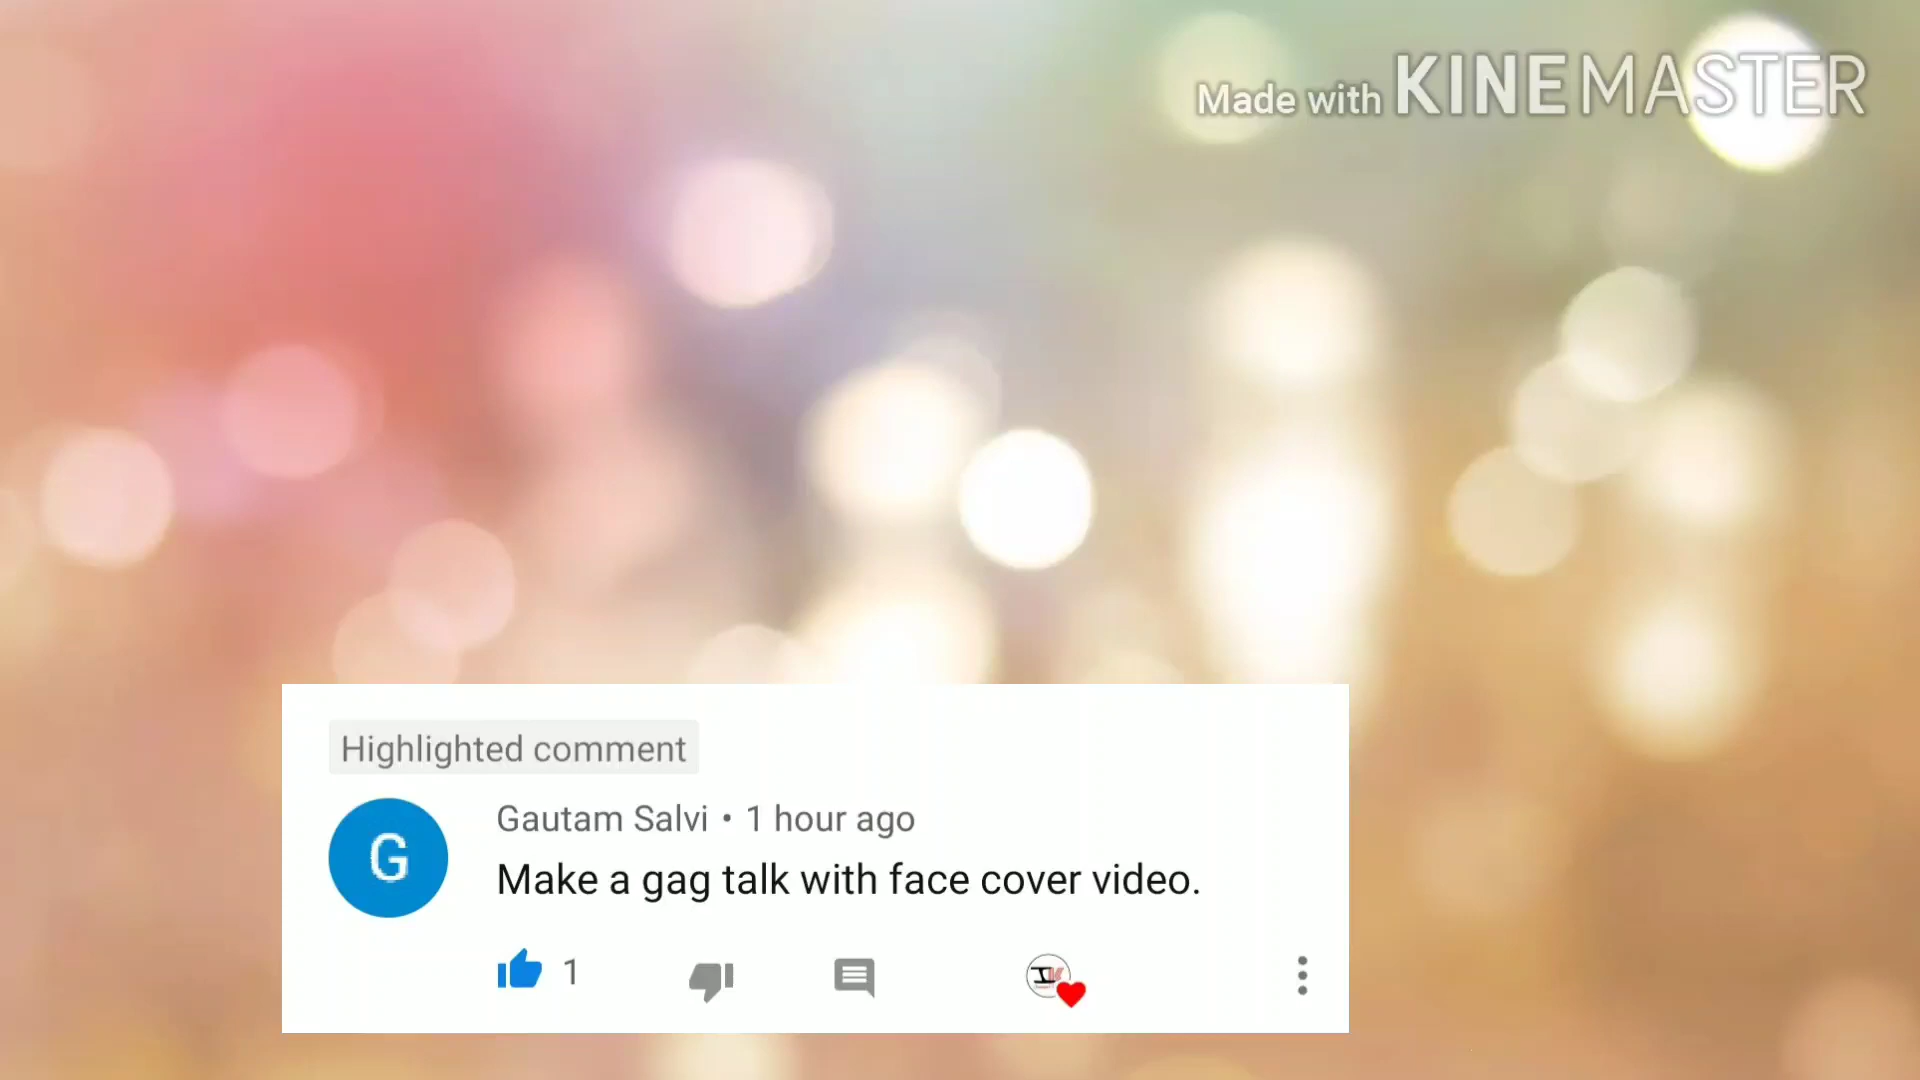 Made with KINEMASTER
Highlighted comment
G
Gautam Salvi • 1 hour ago
Make a gag talk with face cover video.
1